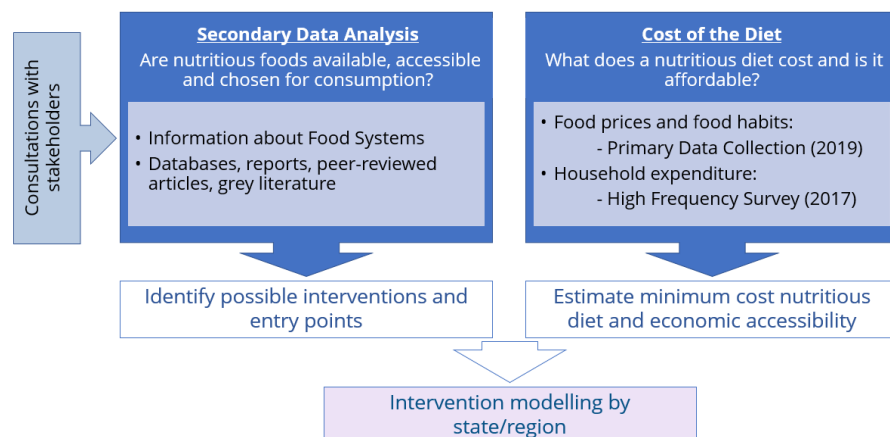 Consultations with
stakeholders
Secondary Data Analysis
Are nutritious foods available, accessible
and chosen for consumption?
• Information about Food Systems
• Databases, reports, peer-reviewed
articles, grey literature
Identify possible interventions and
entry points
Cost of the Diet
What does a nutritious diet cost and is it
affordable?
• Food prices and food habits:
- Primary Data Collection (2019)
• Household expenditure:
- High Frequency Survey (2017)
Estimate minimum cost nutritious
diet and economic accessibility
Intervention modelling by
state/region